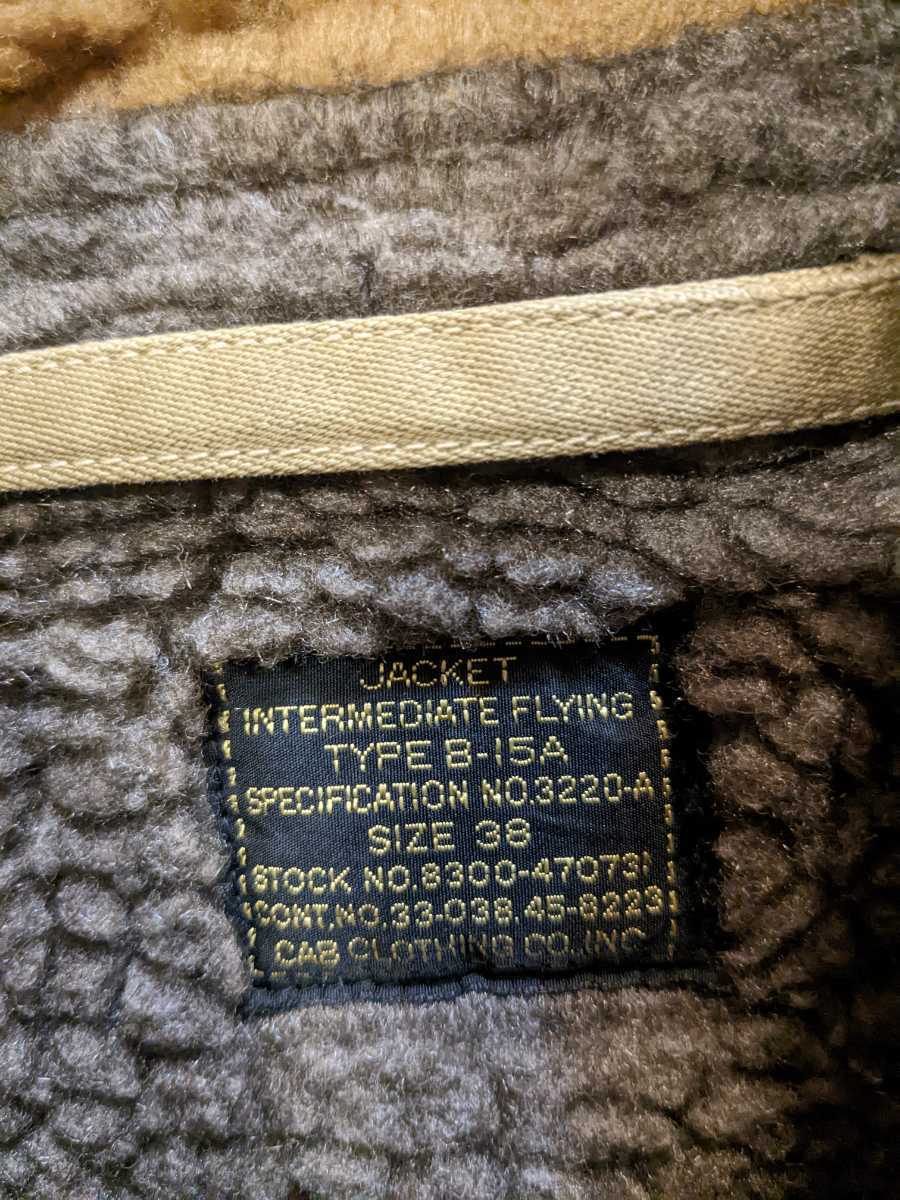 JACKET
INTERMEDIATE FLYING
TYPE B-15A
SPECIFICATION NO.3220-A
SIZE 38
STOCK NO.8300-470731
CONT.NO.33-038.45-8223
CAB CLOTHING CO.,INC.